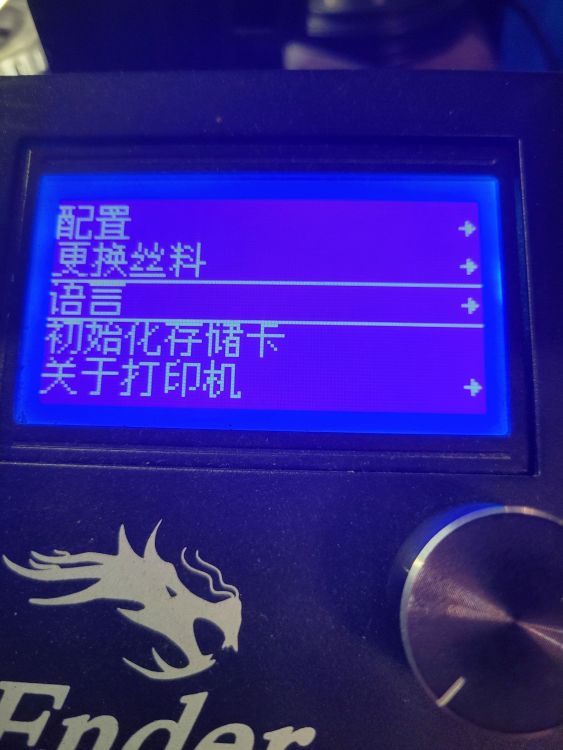 配置
更换丝料
语言
初始化存储卡
关于打印机
Ender